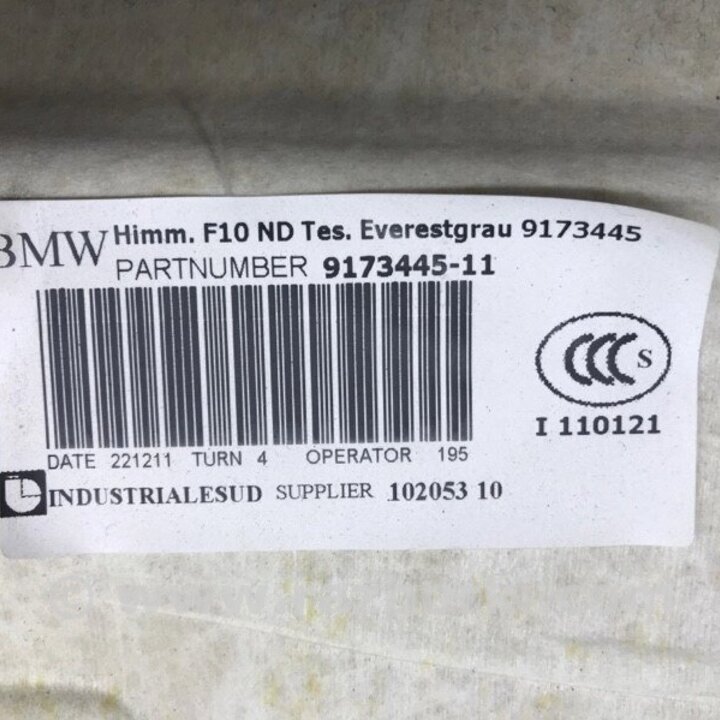 BMW Himm. F10 ND Tes. Everestgrau 9173445
PARTNUMBER 9173445-11
CCC S
I 110121
DATE 221211 TURN 4 OPERATOR 195
INDUSTRIALESUD SUPPLIER 102053 10